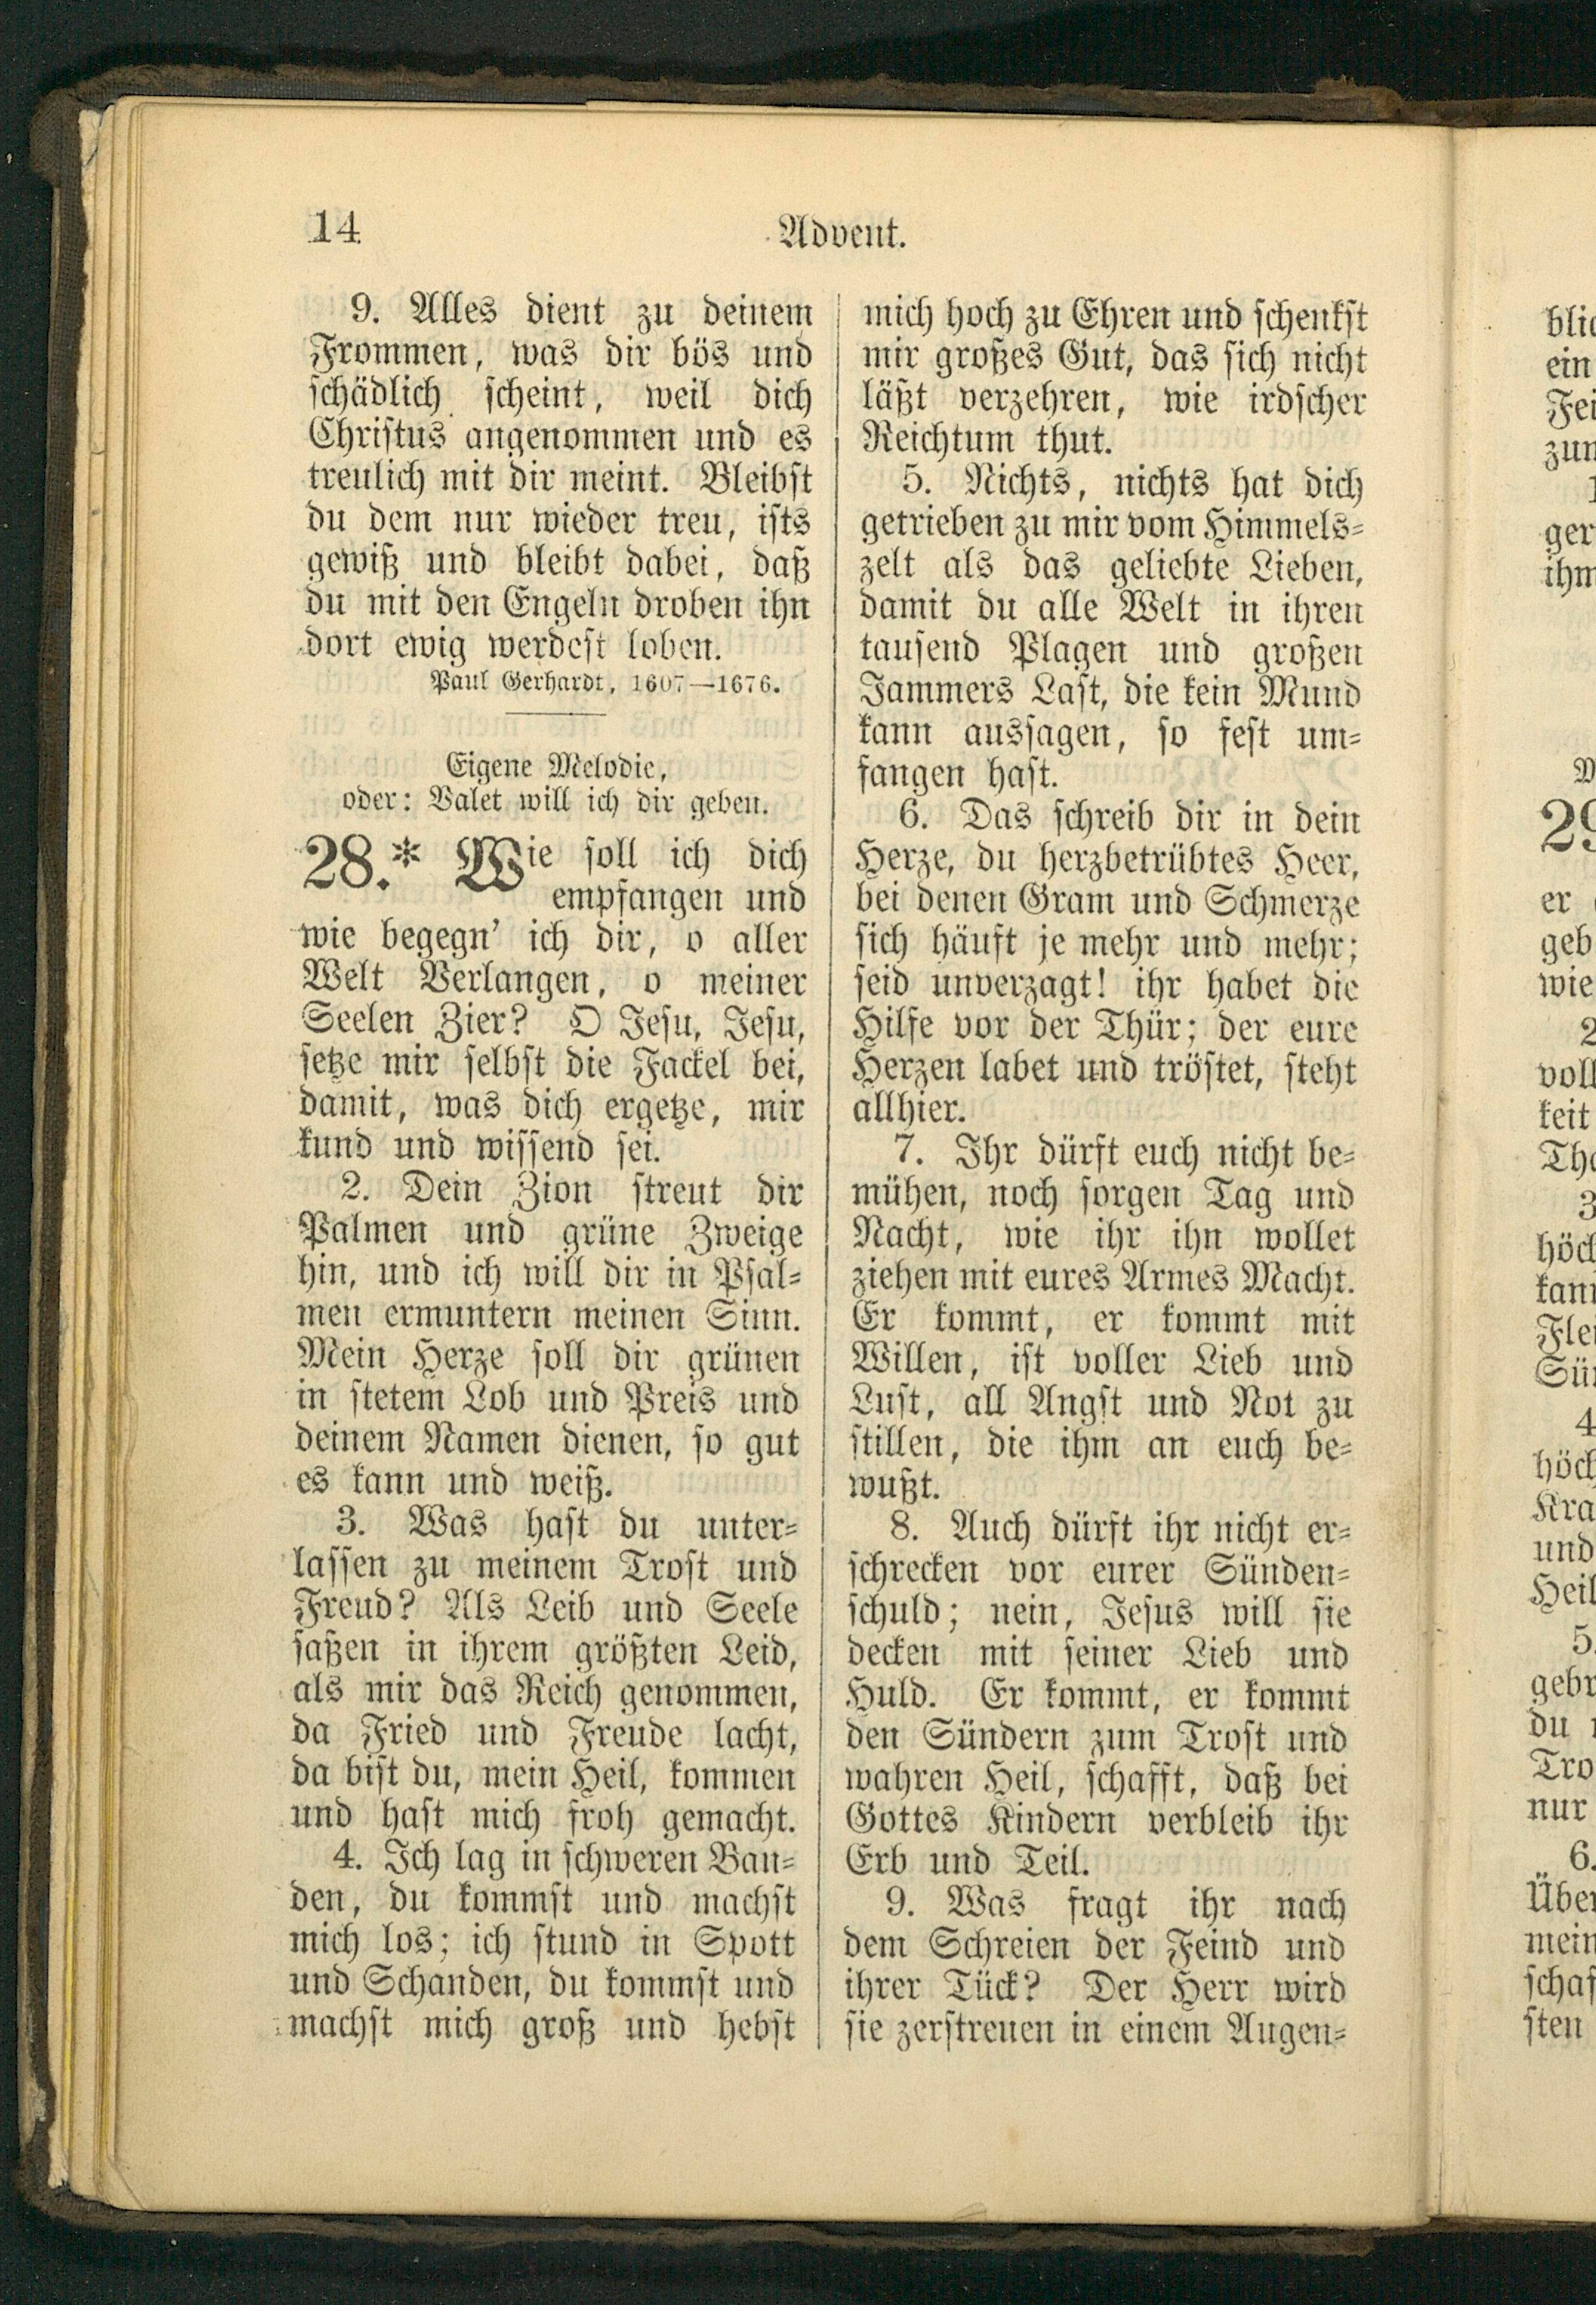 14
Advent.
9. Alles dient zu deinem
Frommen, was dir bös und
schädlich scheint, weil dich
Christus angenommen und es
treulich mit dir meint. Bleibst
du dem nur wieder treu, ists
gewiß und bleibt dabei, daß
du mit den Engeln droben ihn
dort ewig werdest loben.
Paul Gerhardt, 1607—1676.
Eigene Melodie,
oder: Valet will ich dir geben.
28.* Wie soll ich dich
empfangen und
wie begegn' ich dir, o aller
Welt Verlangen, o meiner
Seelen Zier? O Jesu, Jesu,
setze mir selbst die Fackel bei,
damit, was dich ergetze, mir
kund und wissend sei.
2. Dein Zion streut dir
Palmen und grüne Zweige
hin, und ich will dir in Psal-
men ermuntern meinen Sinn.
Mein Herze soll dir grünen
in stetem Lob und Preis und
deinem Namen dienen, so gut
es kann und weiß.
3. Was hast du unter-
lassen zu meinem Trost und
Freud? Als Leib und Seele
saßen in ihrem größten Leid,
als mir das Reich genommen,
da Fried und Freude lacht,
da bist du, mein Heil, kommen
und hast mich froh gemacht.
4. Ich lag in schweren Ban-
den, du kommst und machst
mich los; ich stund in Spott
und Schanden, du kommst und
machst mich groß und hebst
mich hoch zu Ehren und schenkst
mir großes Gut, das sich nicht
läßt verzehren, wie irdscher
Reichtum thut.
5. Nichts, nichts hat dich
getrieben zu mir vom Himmels-
zelt als das geliebte Lieben,
damit du alle Welt in ihren
tausend Plagen und großen
Jammers Last, die kein Mund
kann aussagen, so fest um-
fangen hast.
6. Das schreib dir in dein
Herze, du herzbetrübtes Heer,
bei denen Gram und Schmerze
sich häuft je mehr und mehr;
seid unverzagt! ihr habet die
Hilfe vor der Thür; der eure
Herzen labet und tröstet, steht
allhier.
7. Ihr dürft euch nicht be-
mühen, noch sorgen Tag und
Nacht, wie ihr ihn wollet
ziehen mit eures Armes Macht.
Er kommt, er kommt mit
Willen, ist voller Lieb und
Lust, all Angst und Not zu
stillen, die ihm an euch be-
wußt.
8. Auch dürft ihr nicht er-
schrecken vor eurer Sünden-
schuld; nein, Jesus will sie
decken mit seiner Lieb und
Huld. Er kommt, er kommt
den Sündern zum Trost und
wahren Heil, schafft, daß bei
Gottes Kindern verbleib ihr
Erb und Teil.
9. Was fragt ihr nach
dem Schreien der Feind und
ihrer Tück? Der Herr wird
sie zerstreuen in einem Augen-
ein
er
wie
keit
3
4
und
5.
du
nur
6.
sten